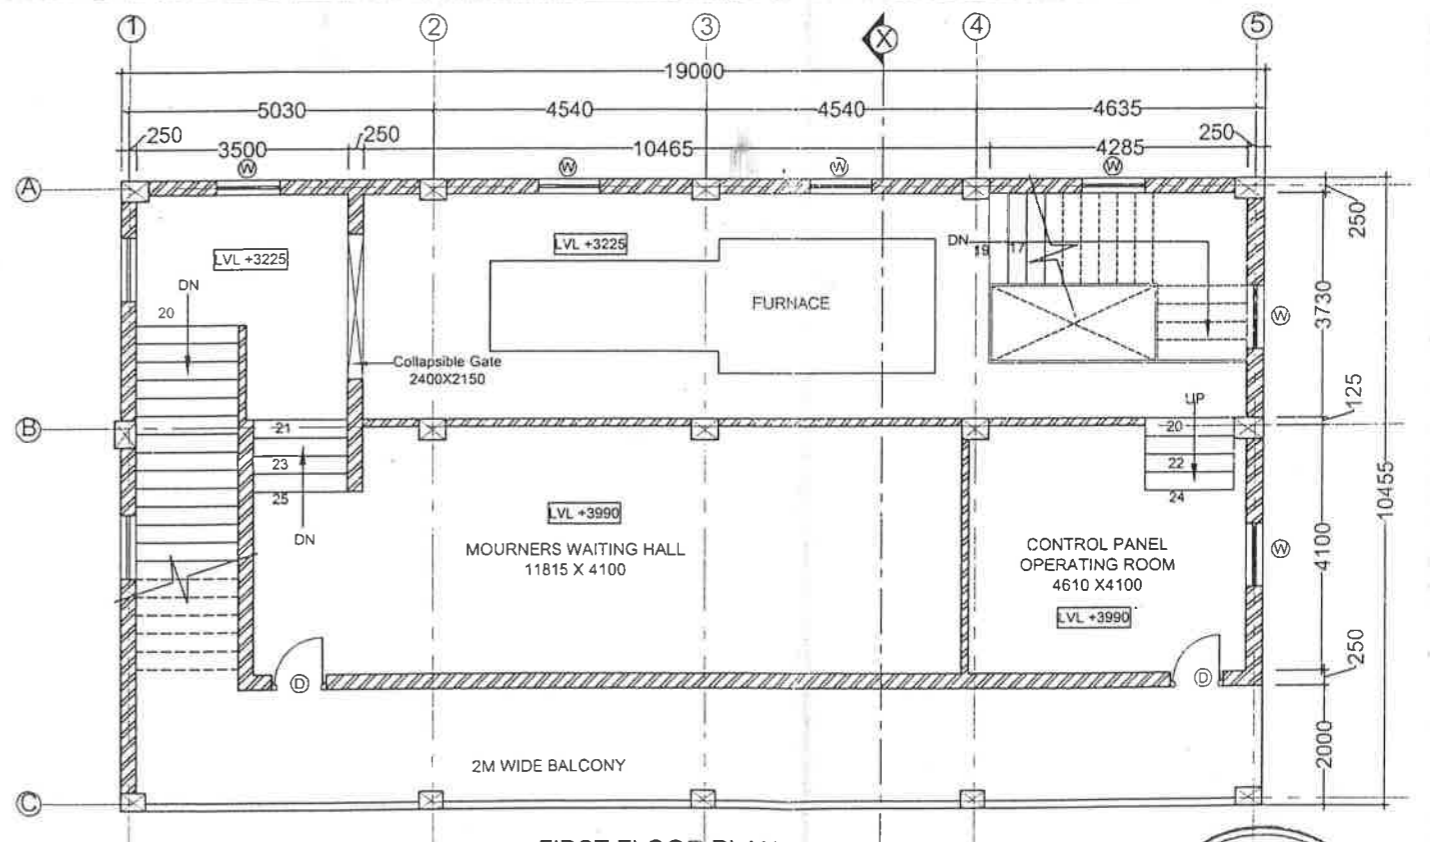 1 2 3 X 4 5
19000
5030 4540 4540 4635
250 3500 250 10465 4285 250
W W W W
A
250
LVL +3225 LVL +3225
DN 19 17
DN
20
FURNACE
W
3730
Collapsible Gate
2400X2150
125
UP
B
21 20
23 22
25 24
10455
LVL +3990
DN
MOURNERS WAITING HALL
11815 X 4100
CONTROL PANEL
OPERATING ROOM
4610 X4100
W
4100
LVL +3990
250
D D
2000
2M WIDE BALCONY
C
FIRST FLOOR PLAN